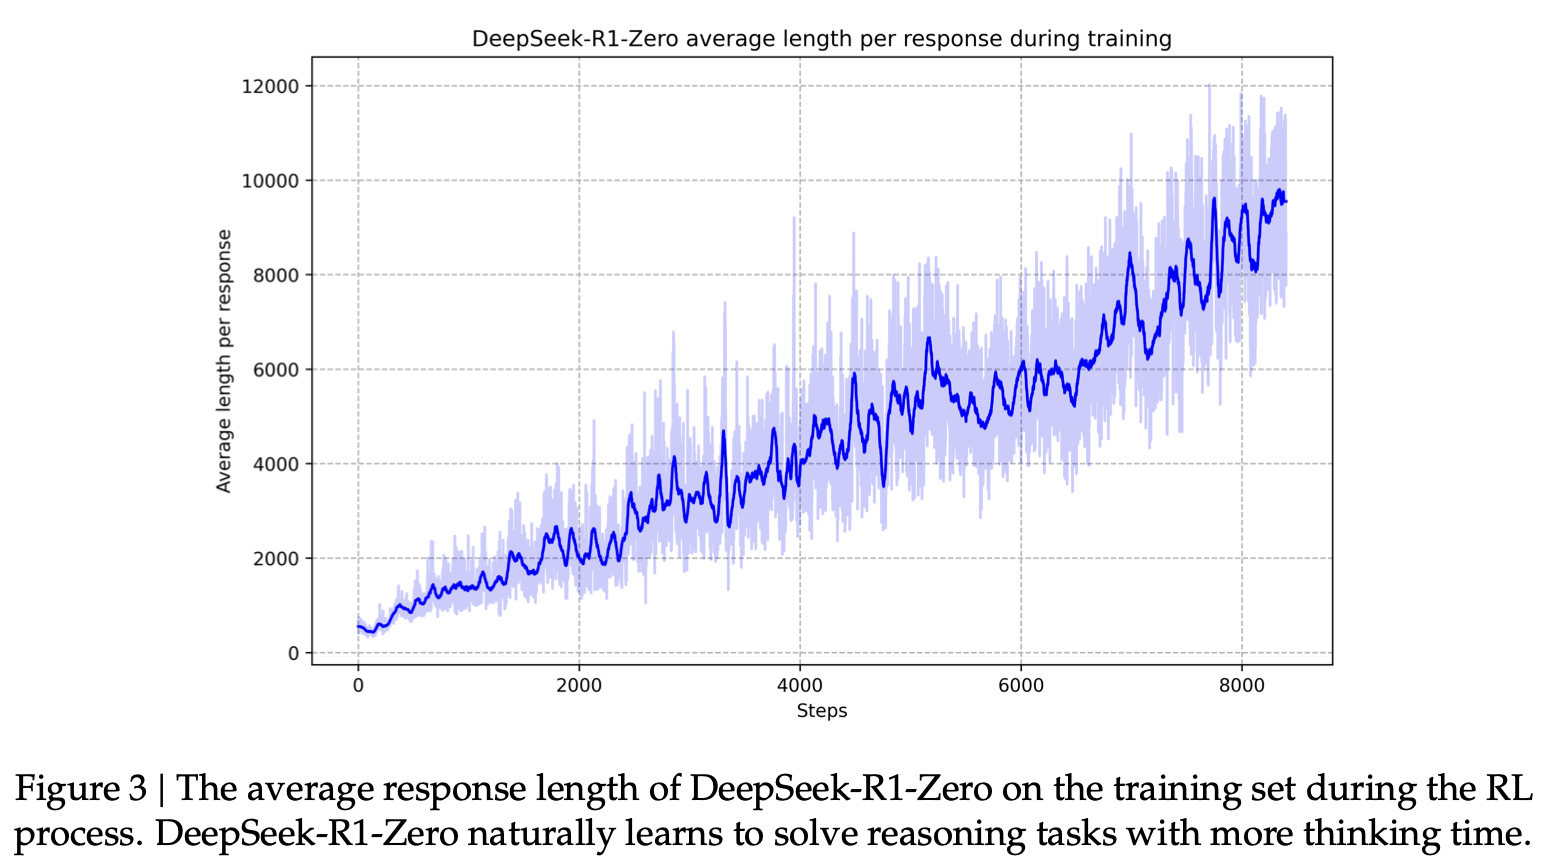 DeepSeek-R1-Zero average length per response during training
Average length per response
12000
10000
8000
6000
4000
2000
0
0 2000 4000 6000 8000
Steps
Figure 3 | The average response length of DeepSeek-R1-Zero on the training set during the RL
process. DeepSeek-R1-Zero naturally learns to solve reasoning tasks with more thinking time.